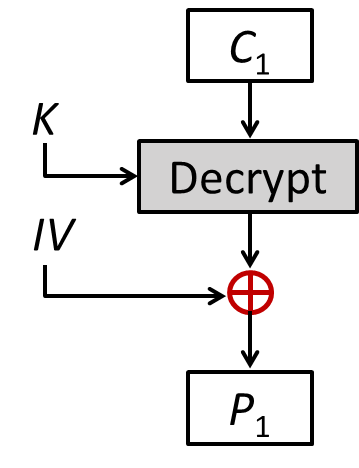 C₁
K
Decrypt
IV
P₁